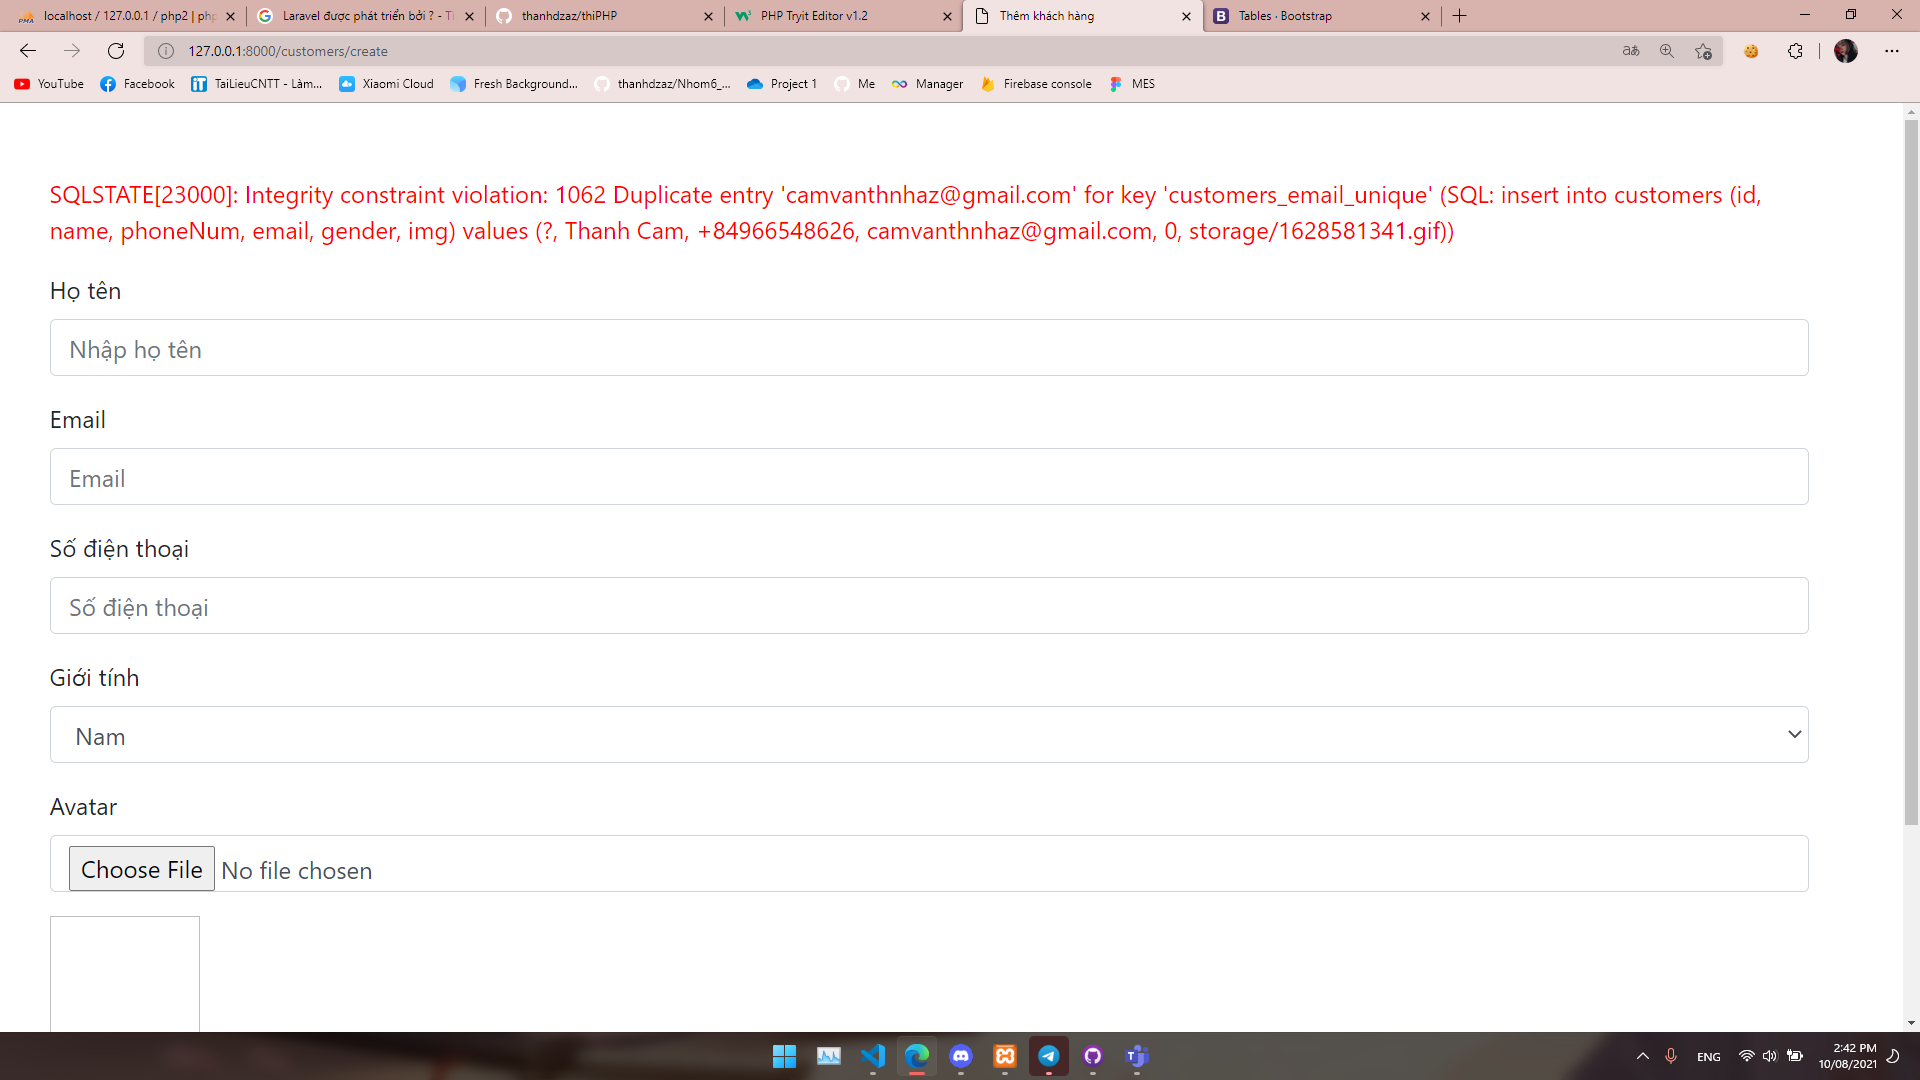 localhost / 127.0.0.1 / php2 | php
Laravel được phát triển bởi ? - Tì
thanhdzaz/thiPHP
PHP Tryit Editor v1.2
Thêm khách hàng
Tables · Bootstrap
127.0.0.1:8000/customers/create
YouTube
Facebook
TaiLieuCNTT - Làm...
Xiaomi Cloud
Fresh Background...
thanhdzaz/Nhom6_...
Project 1
Me
Manager
Firebase console
MES
SQLSTATE[23000]: Integrity constraint violation: 1062 Duplicate entry 'camvanthnhaz@gmail.com' for key 'customers_email_unique' (SQL: insert into customers (id,
name, phoneNum, email, gender, img) values (?, Thanh Cam, +84966548626, camvanthnhaz@gmail.com, 0, storage/1628581341.gif))
Họ tên
Nhập họ tên
Email
Email
Số điện thoại
Số điện thoại
Giới tính
Nam
Avatar
Choose File No file chosen
ENG
2:42 PM
10/08/2021